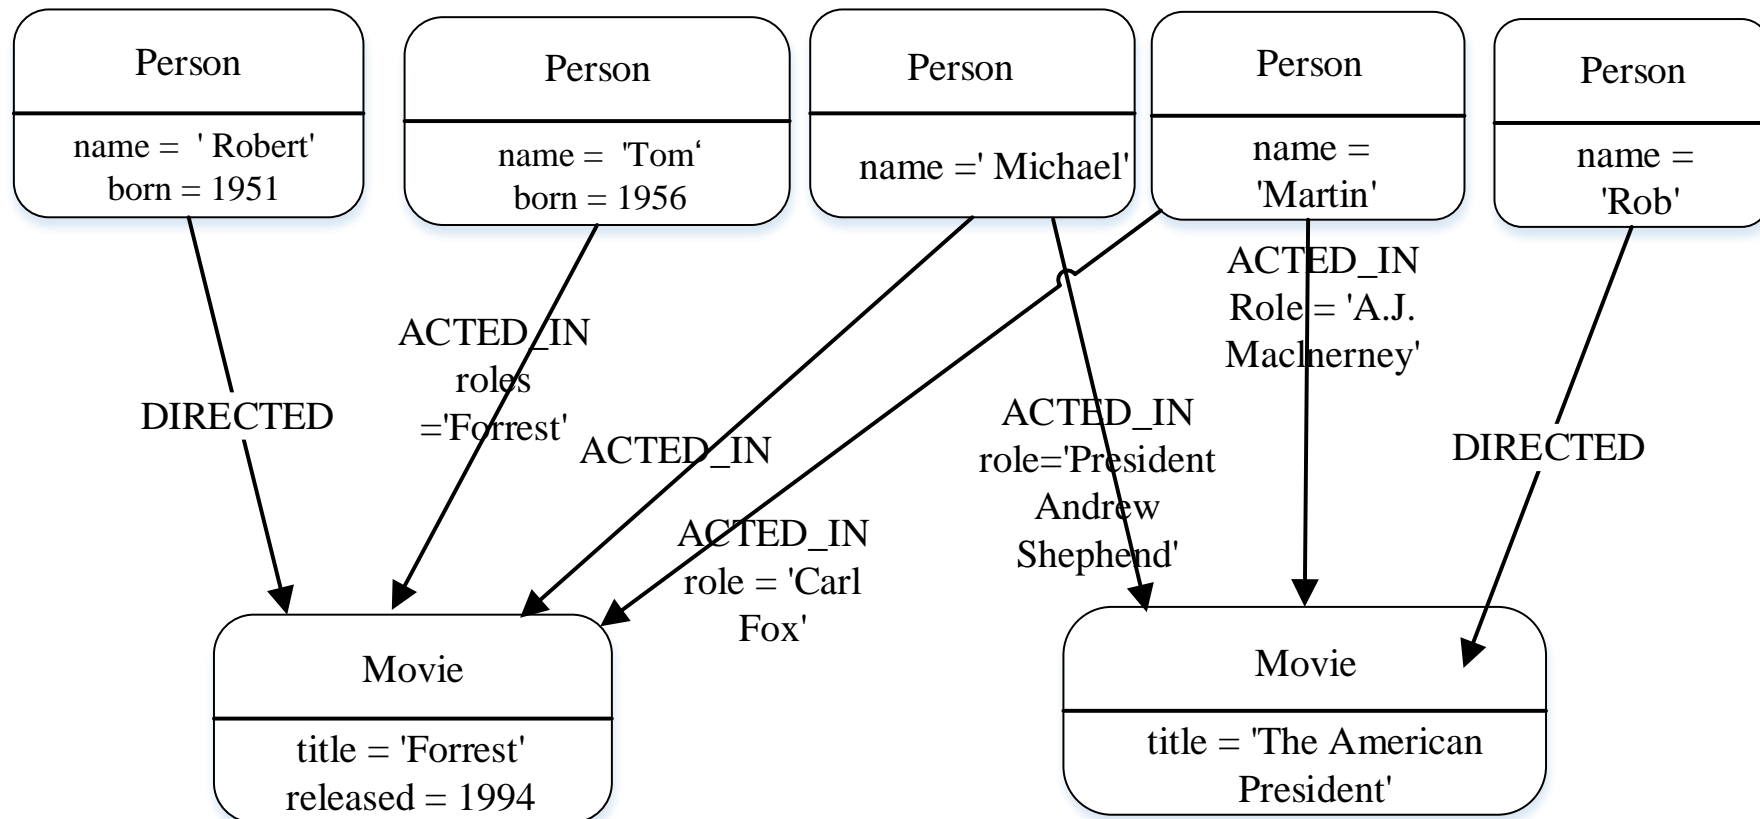 Person
name =  ' Robert'
born = 1951
Person
name =  'Tom‘
born = 1956
Person
name =' Michael'
Person
name =
'Martin'
Person
name =
'Rob'
DIRECTED
ACTED_IN
roles
='Forrest'
ACTED_IN
ACTED_IN
role = 'Carl
Fox'
ACTED_IN
role='President
Andrew
Shephend'
ACTED_IN
Role = 'A.J.
MacInerney'
DIRECTED
Movie
title = 'Forrest'
released = 1994
Movie
title = 'The American
President'